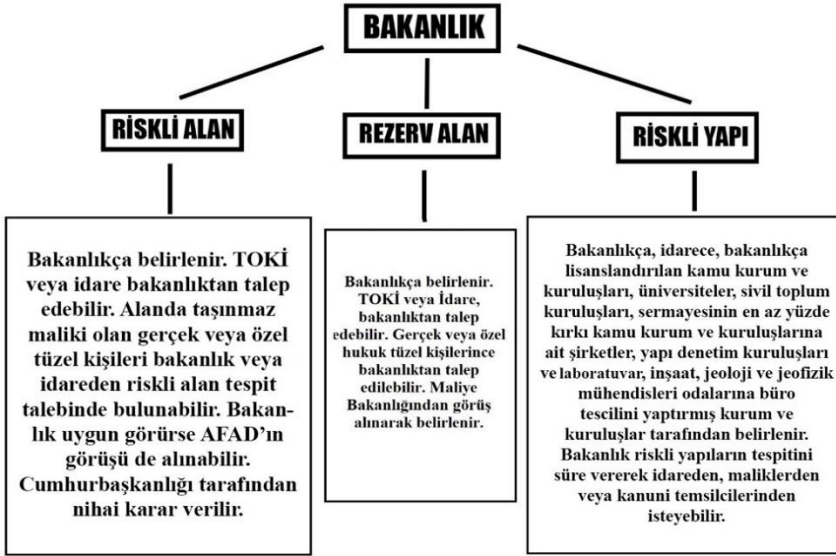 BAKANLIK
RİSKLİ ALAN
Bakanlıkça belirlenir. TOKİ
veya idare bakanlıktan talep
edebilir. Alanda taşınmaz
maliki olan gerçek veya özel
tüzel kişileri bakanlık veya
idareden riskli alan tespit
talebinde bulunabilir. Bakan-
lık uygun görürse AFAD’ın
görüşü de alınabilir.
Cumhurbaşkanlığı tarafından
nihai karar verilir.
REZERV ALAN
Bakanlıkça belirlenir.
TOKİ veya İdare,
bakanlıktan talep
edebilir. Gerçek veya özel
hukuk tüzel kişilerince
bakanlıktan talep
edilebilir. Maliye
Bakanlığından görüş
alınarak belirlenir.
RİSKLİ YAPI
Bakanlıkça, idarece, bakanlıkça
lisanslandırılan kamu kurum ve
kuruluşları, üniversiteler, sivil toplum
kuruluşları, sermayesinin en az yüzde
kırkı kamu kurum ve kuruluşlarına
ait şirketler, yapı denetim kuruluşları
ve laboratuvar, inşaat, jeoloji ve jeofizik
mühendisleri odalarına büro
tescilini yaptırmış kurum ve
kuruluşlar tarafından belirlenir.
Bakanlık riskli yapıların tespitini
süre vererek idareden, maliklerden
veya kanuni temsilcilerinden
isteyebilir.